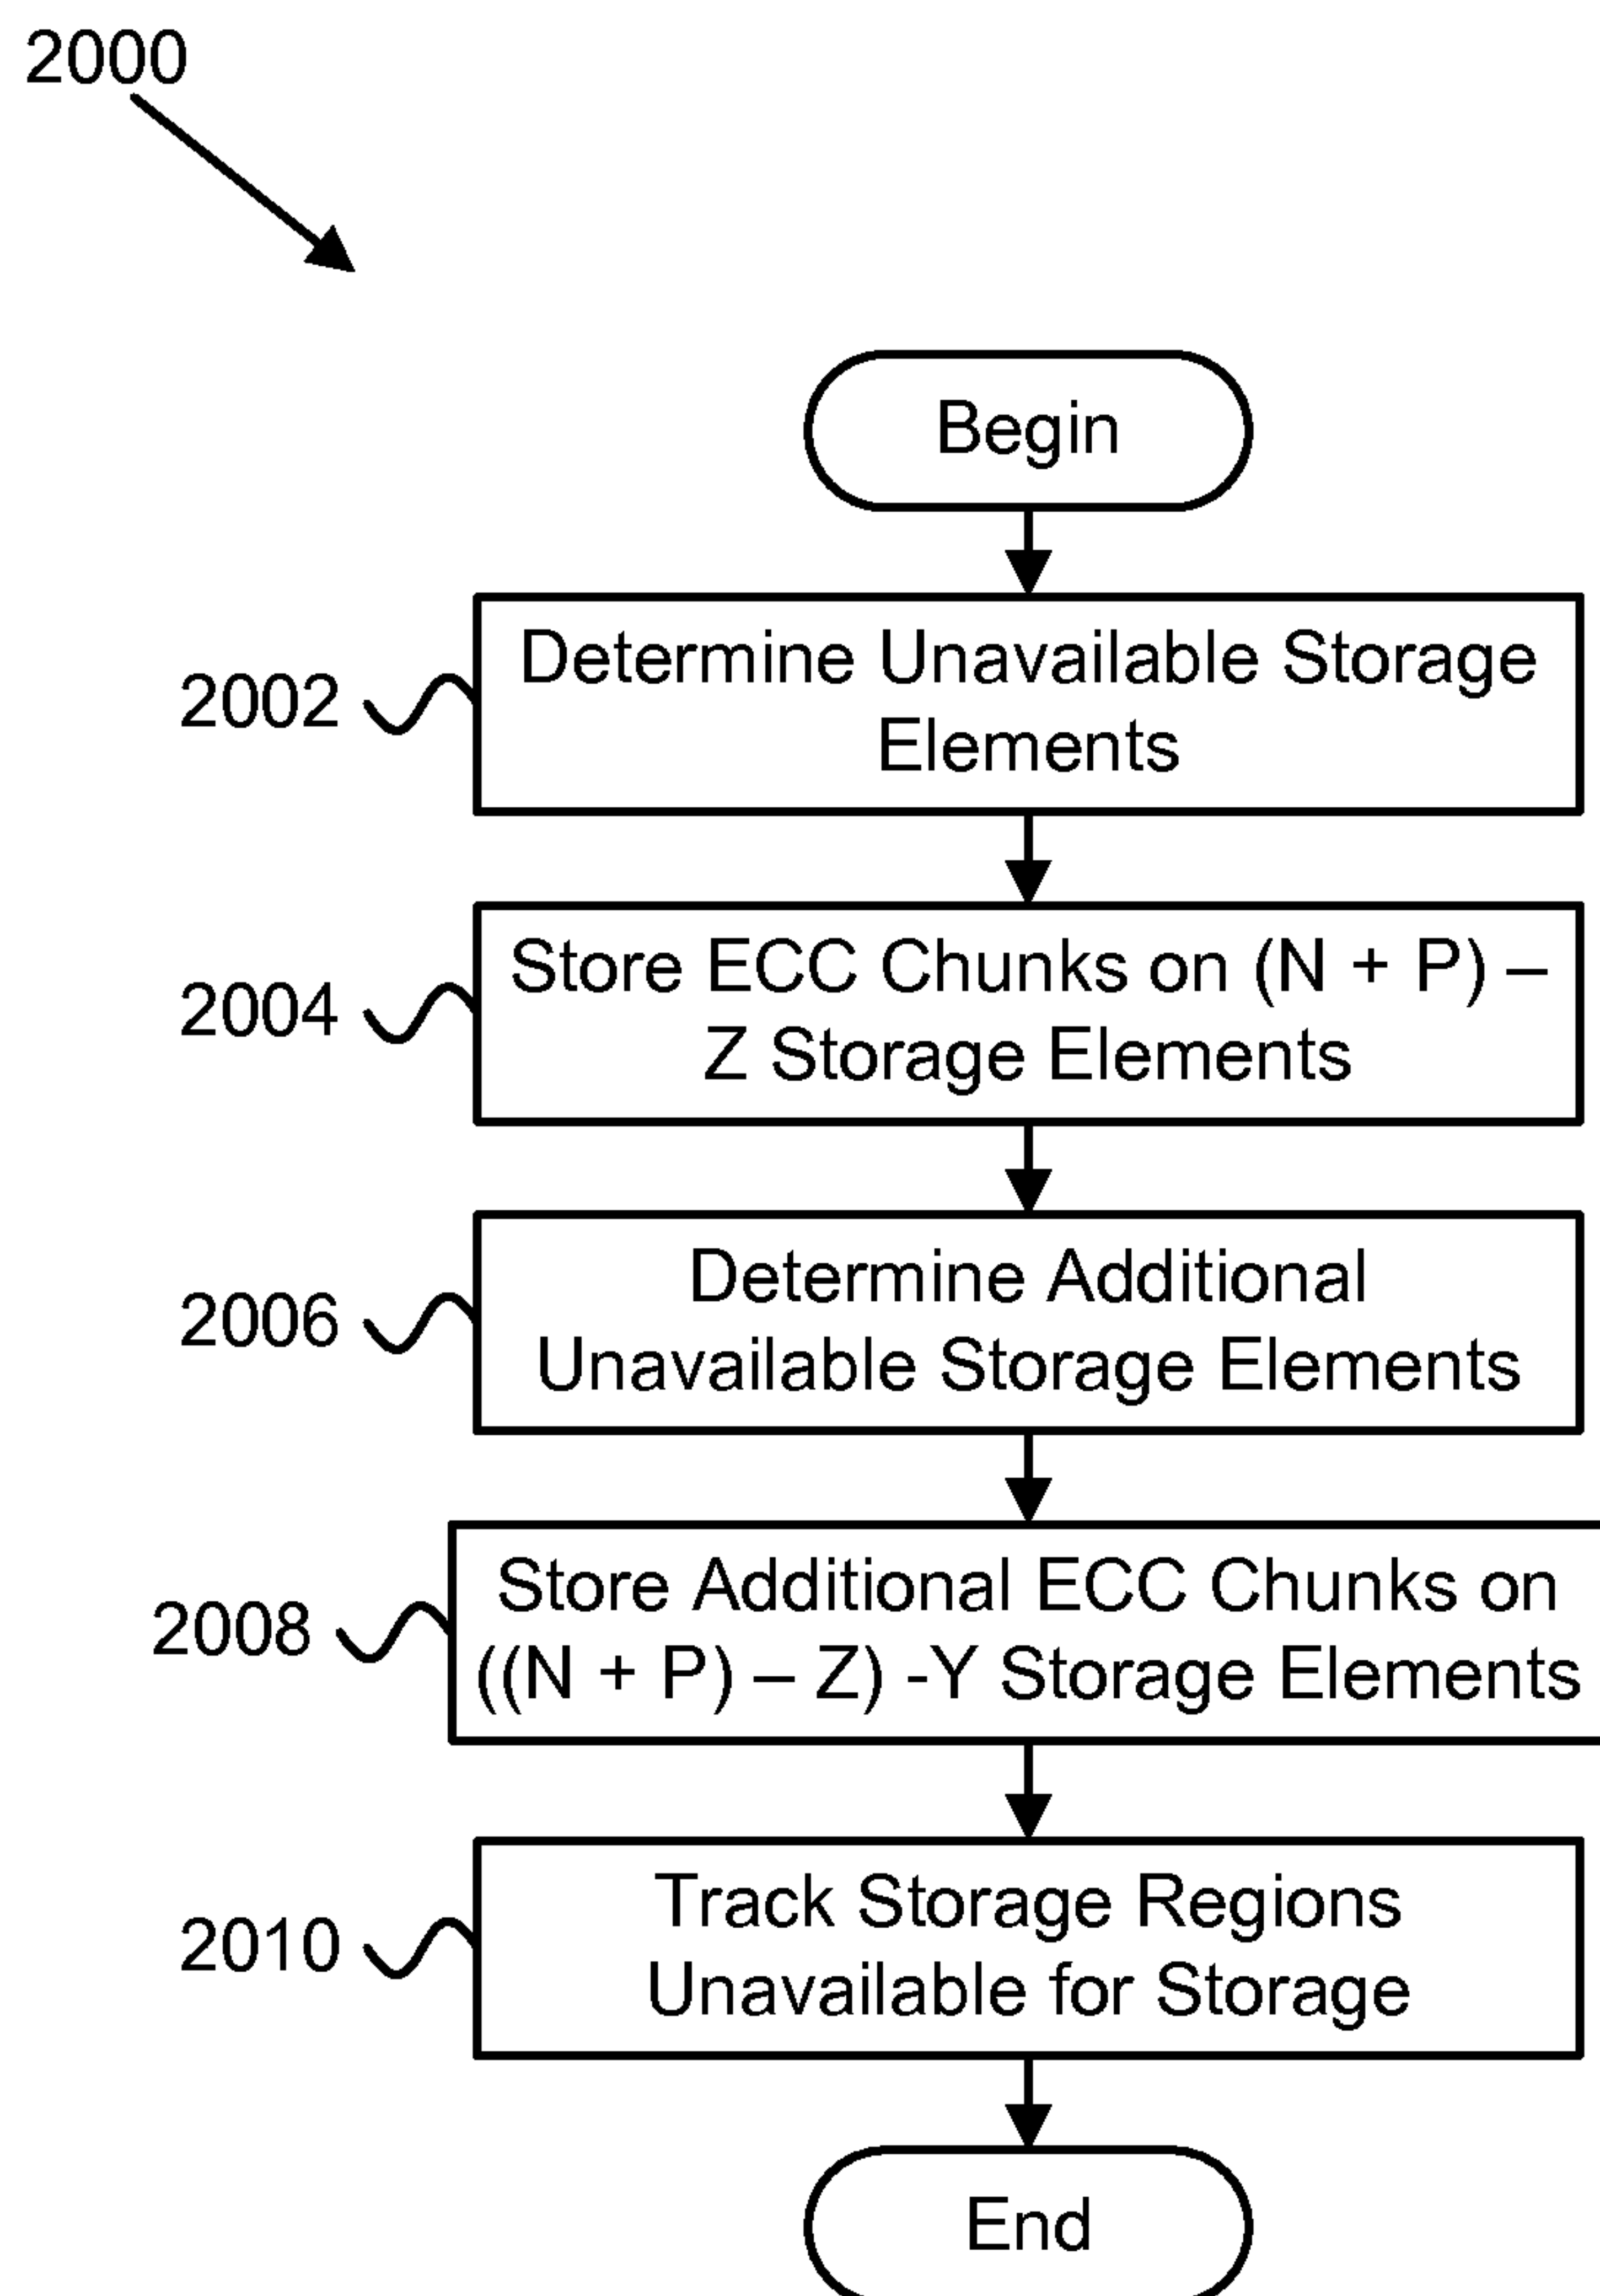 2000
Begin
2002
Determine Unavailable Storage
Elements
2004
Store ECC Chunks on (N + P) –
Z Storage Elements
2006
Determine Additional
Unavailable Storage Elements
2008
Store Additional ECC Chunks on
((N + P) – Z) -Y Storage Elements
2010
Track Storage Regions
Unavailable for Storage
End